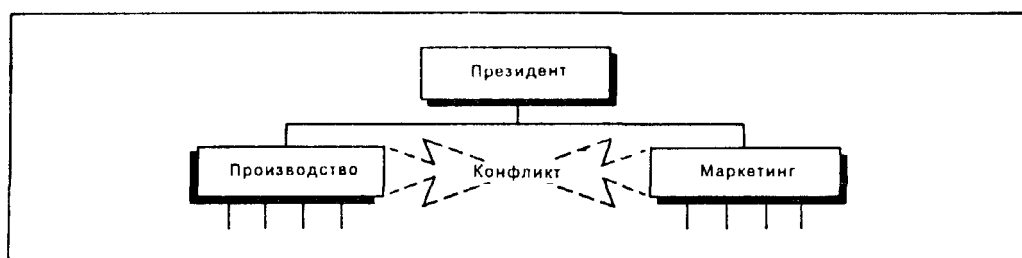 Президент
Производство
Конфликт
Маркетинг